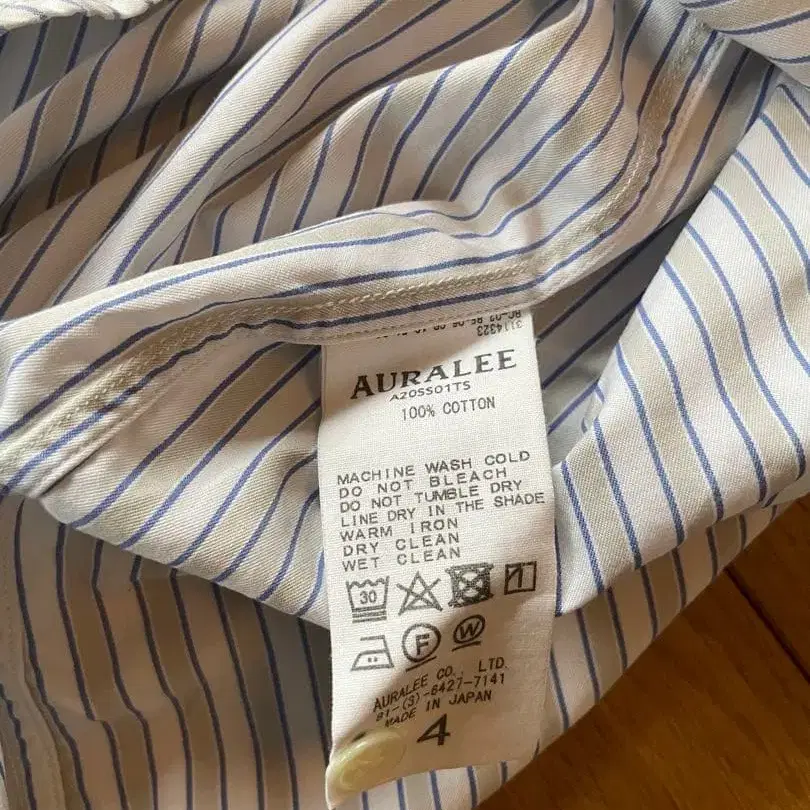 3114323
AURALEE
A20SS01TS
100% COTTON
MACHINE WASH COLD
DO NOT BLEACH
DO NOT TUMBLE DRY
LINE DRY IN THE SHADE
WARM IRON
DRY CLEAN
WET CLEAN
30
F W
AURALEE CO., LTD.
81-(3)-6427-7141
MADE IN JAPAN
4